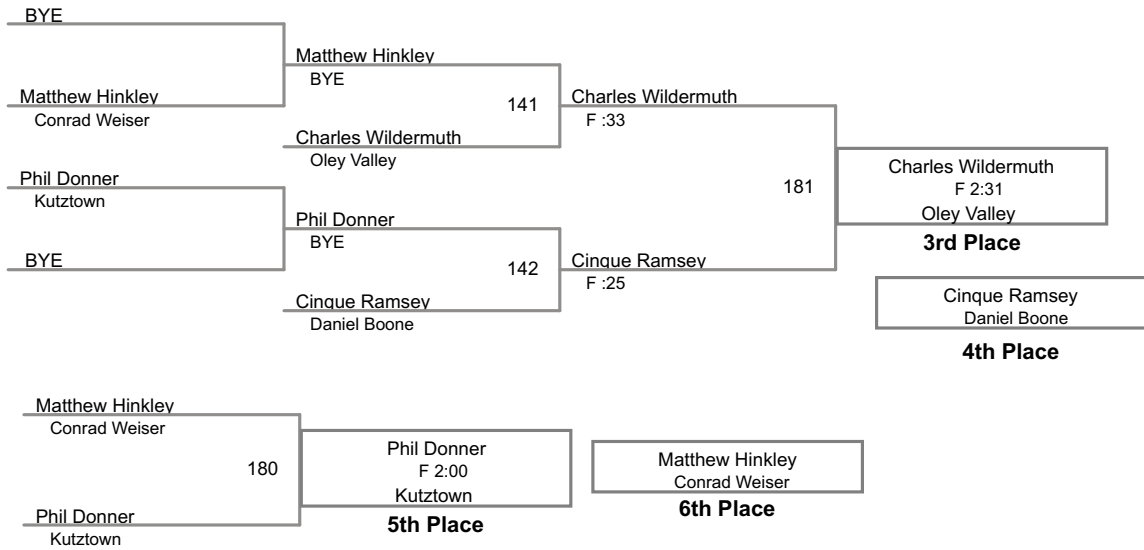 BYE
Matthew Hinkley
BYE
Matthew Hinkley
Conrad Weiser
141
Charles Wildermuth
F :33
Charles Wildermuth
Oley Valley
Phil Donner
Kutztown
181
Charles Wildermuth
F 2:31
Oley Valley
3rd Place
Phil Donner
BYE
BYE
142
Cinque Ramsey
F :25
Cinque Ramsey
Daniel Boone
Cinque Ramsey
Daniel Boone
4th Place
Matthew Hinkley
Conrad Weiser
180
Phil Donner
F 2:00
Kutztown
5th Place
Matthew Hinkley
Conrad Weiser
6th Place
Phil Donner
Kutztown